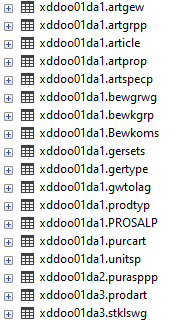 xddoo01da1.artgew
xddoo01da1.artgrpp
xddoo01da1.article
xddoo01da1.artprop
xddoo01da1.artspecp
xddoo01da1.bewgrwg
xddoo01da1.bewkgrp
xddoo01da1.Bewkoms
xddoo01da1.gersets
xddoo01da1.gertype
xddoo01da1.gwtolag
xddoo01da1.prodtyp
xddoo01da1.PROSALP
xddoo01da1.purcart
xddoo01da1.unitsp
xddoo01da2.purasppp
xddoo01da3.prodart
xddoo01da3.stklswg